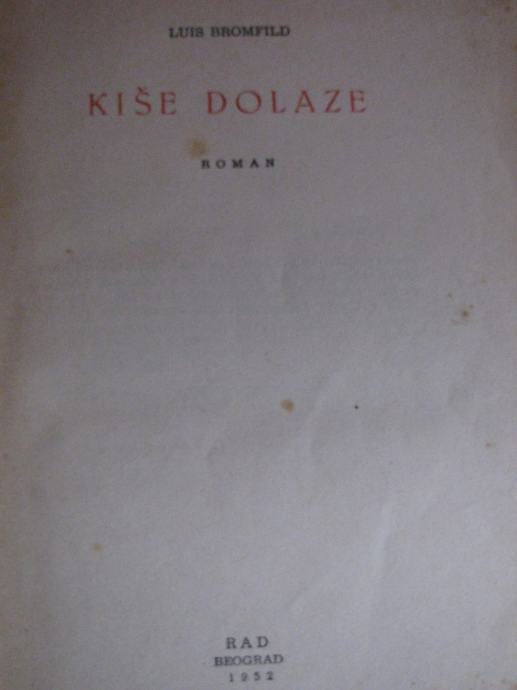 LUIS BROMFILD
KIŠE DOLAZE
ROMAN
RAD
BEOGRAD
1952